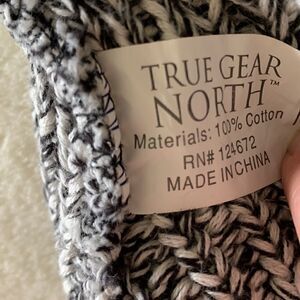 TRUE GEAR
NORTH™
Materials: 100% Cotton
RN# 124672
MADE IN CHINA